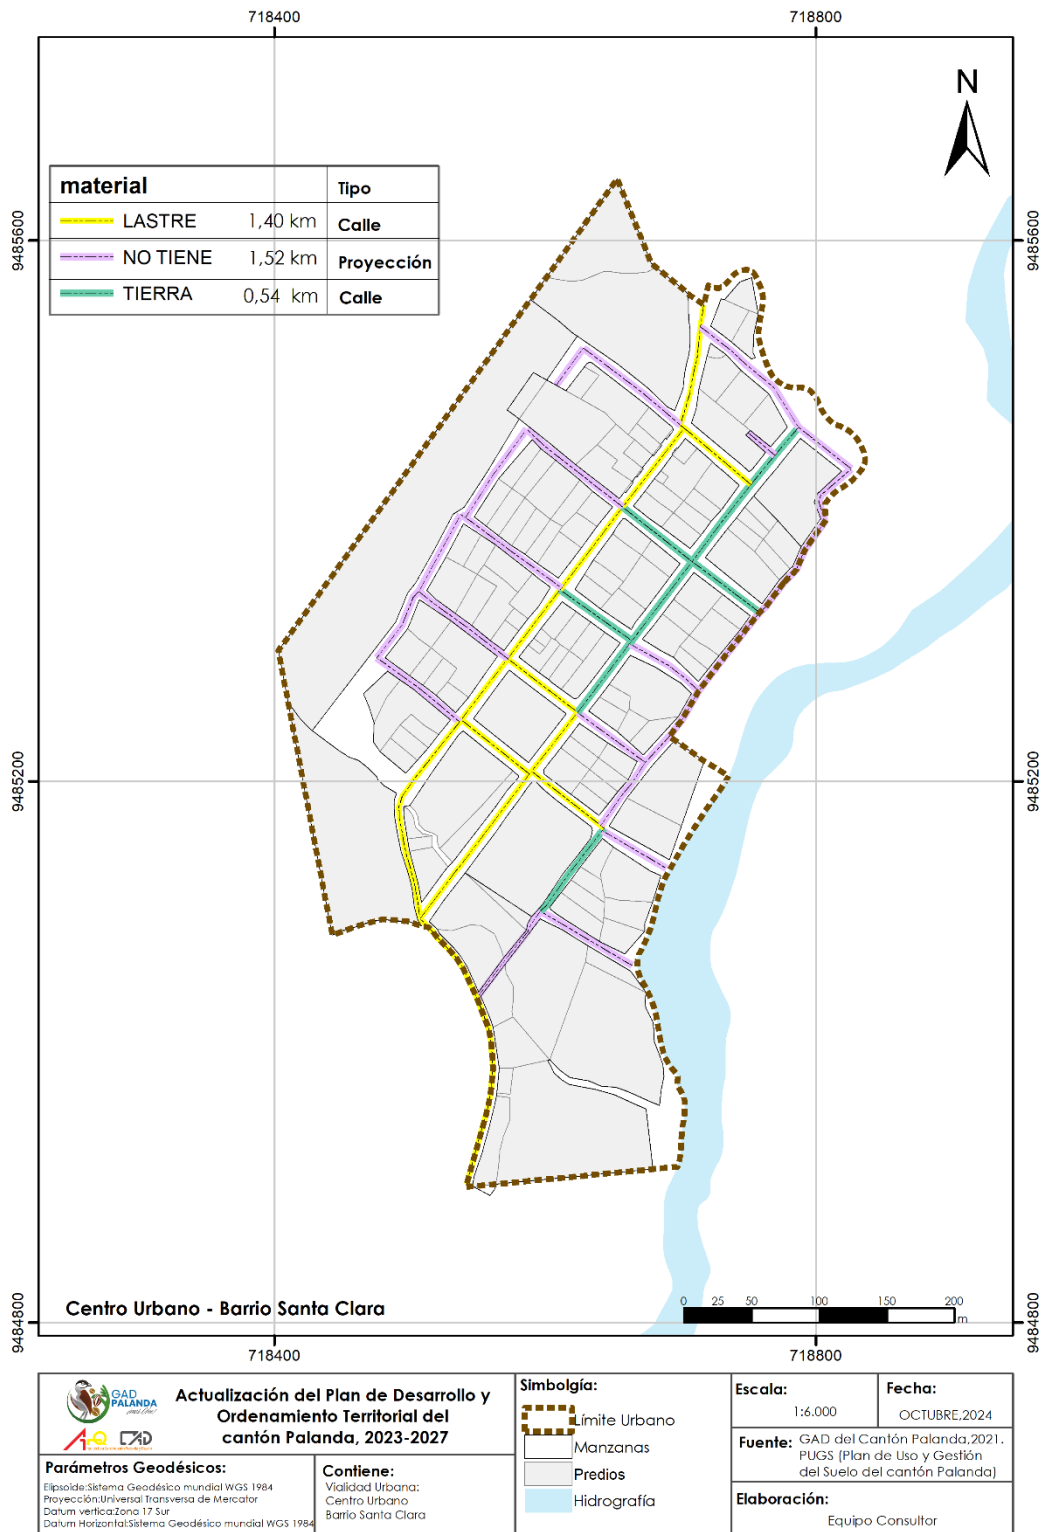 718400
718800
N
material Tipo
LASTRE 1,40 km Calle
NO TIENE 1,52 km Proyección
TIERRA 0,54 km Calle
9485600
9485600
9485200
9485200
9484800
9484800
Centro Urbano - Barrio Santa Clara
0 25 50 100 150 200
m
718400
718800
GAD
PALANDA
Actualización del Plan de Desarrollo y
Ordenamiento Territorial del
cantón Palanda, 2023-2027
Parámetros Geodésicos:
Elipsoide:Sistema Geodésico mundial WGS 1984
Proyección:Universal Transversa de Mercator
Datum vertica:Zona 17 Sur
Datum Horizontal:Sistema Geodésico mundial WGS 1984
Contiene:
Vialidad Urbana:
Centro Urbano
Barrio Santa Clara
Simbolgía:
Límite Urbano
Manzanas
Predios
Hidrografía
Escala:
1:6.000
Fecha:
OCTUBRE,2024
Fuente: GAD del Cantón Palanda,2021.
PUGS (Plan de Uso y Gestión
del Suelo del cantón Palanda)
Elaboración:
Equipo Consultor